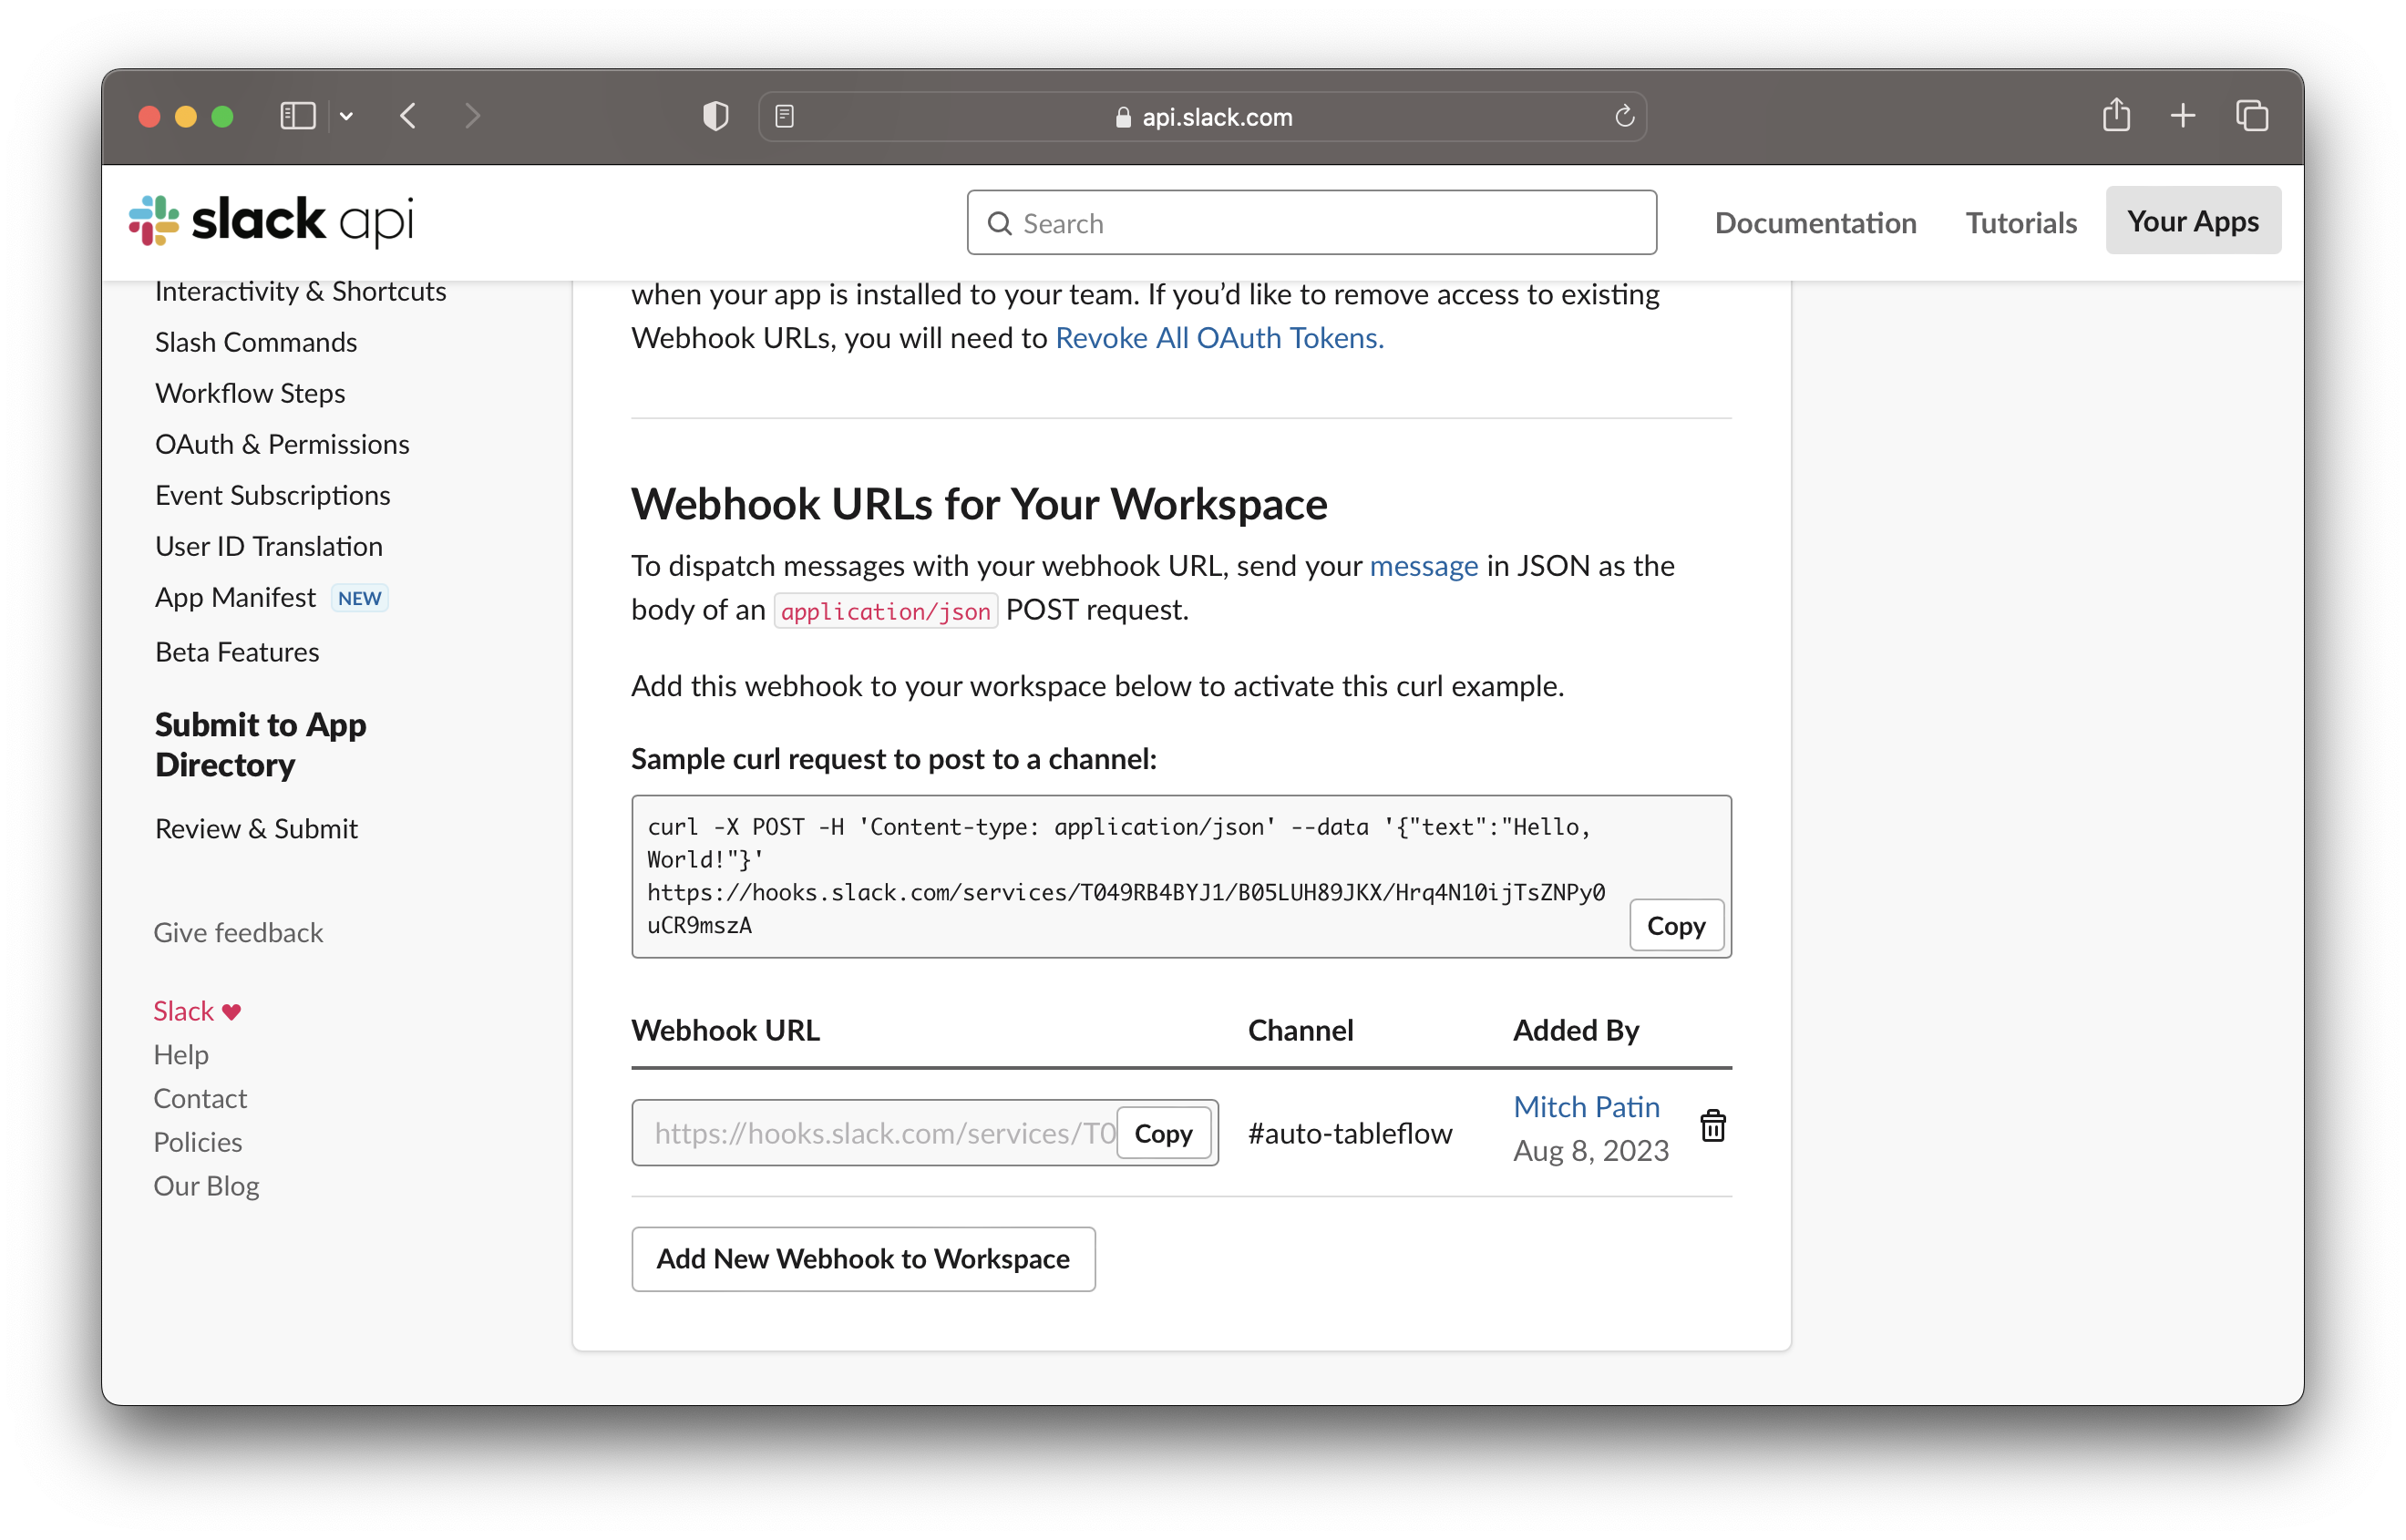 api.slack.com
slack api
Search
Documentation
Tutorials
Your Apps
Interactivity & Shortcuts
Slash Commands
Workflow Steps
OAuth & Permissions
Event Subscriptions
User ID Translation
App Manifest NEW
Beta Features
Submit to App
Directory
Review & Submit
Give feedback
Slack ♥
Help
Contact
Policies
Our Blog
when your app is installed to your team. If you’d like to remove access to existing
Webhook URLs, you will need to Revoke All OAuth Tokens.
Webhook URLs for Your Workspace
To dispatch messages with your webhook URL, send your message in JSON as the
body of an application/json POST request.
Add this webhook to your workspace below to activate this curl example.
Sample curl request to post to a channel:
curl -X POST -H 'Content-type: application/json' --data '{"text":"Hello,
World!"}'
https://hooks.slack.com/services/T049RB4BYJ1/B05LUH89JKX/Hrq4N10ijTsZNPy0
uCR9mszA
Copy
Webhook URL
Channel
Added By
https://hooks.slack.com/services/T0
Copy
#auto-tableflow
Mitch Patin
Aug 8, 2023
Add New Webhook to Workspace